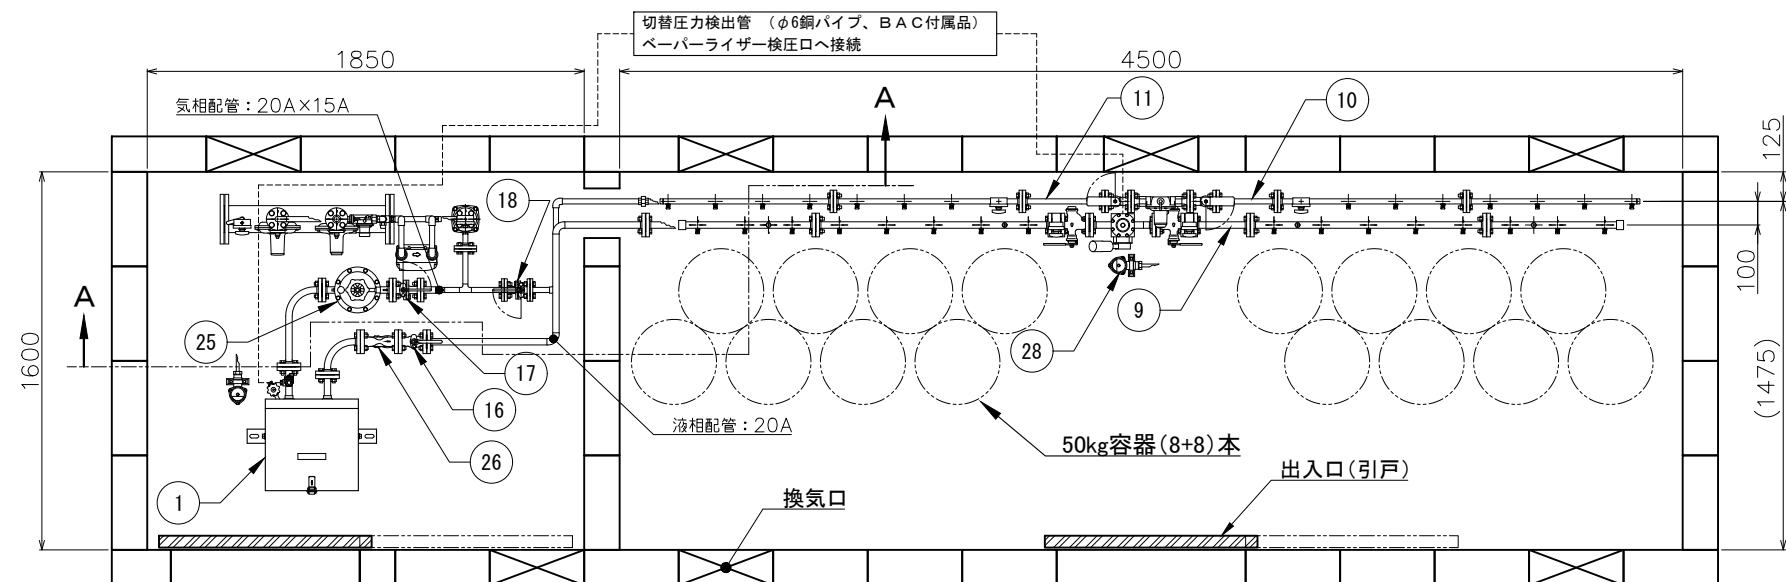 切替圧力検出管 （φ6銅パイプ、ＢＡＣ付属品）
ベーパーライザー検圧口へ接続
1850
4500
気相配管：20A×15A
A
11
10
125
18
9
100
A
25
28
17
1600
(1475)
16
液相配管：20A
26
50kg容器(8+8)本
出入口(引戸)
1
換気口